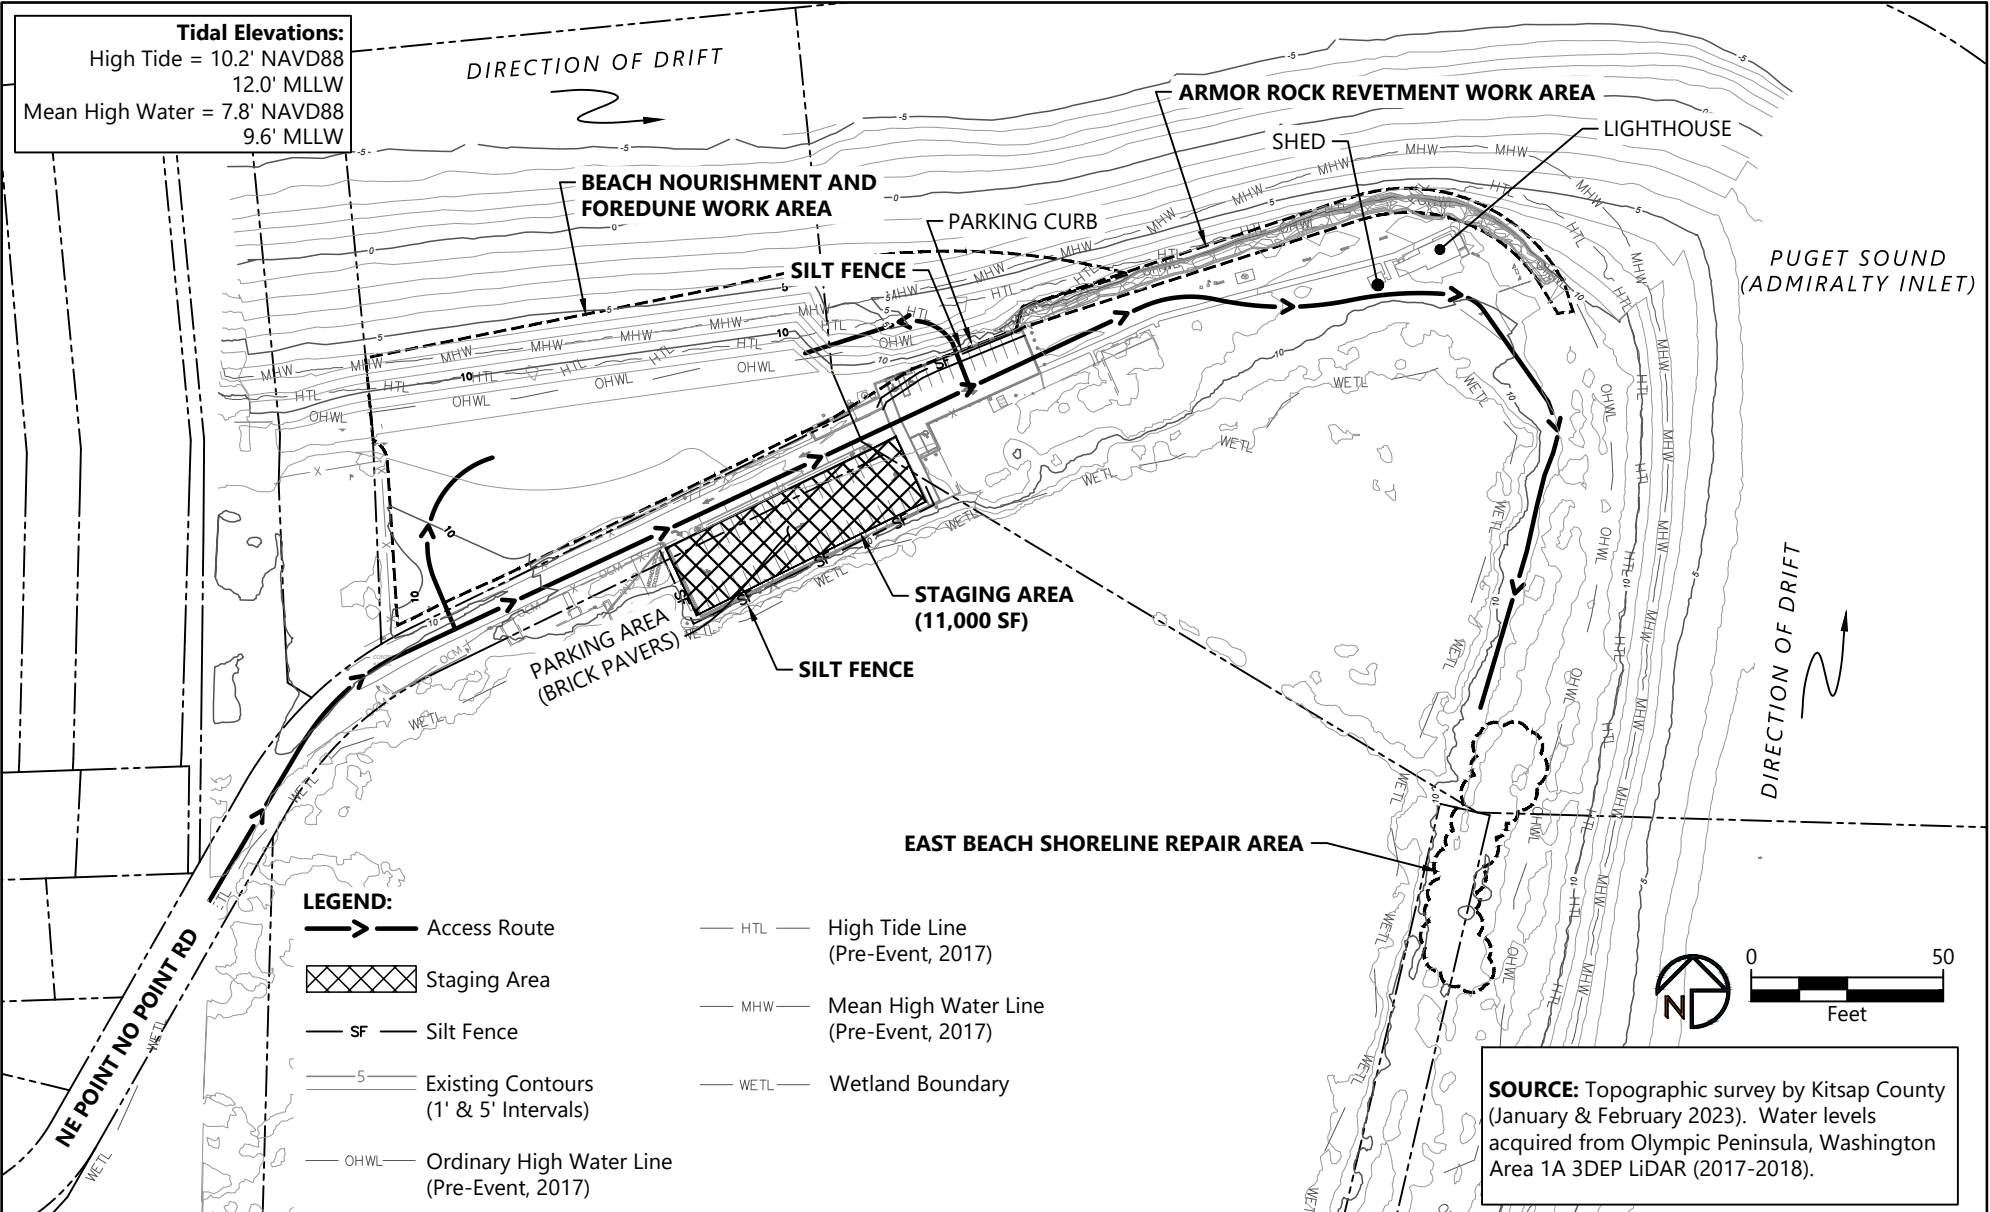 Tidal Elevations:
High Tide = 10.2' NAVD88
12.0' MLLW
Mean High Water = 7.8' NAVD88
9.6' MLLW
DIRECTION OF DRIFT
ARMOR ROCK REVETMENT WORK AREA
SHED
LIGHTHOUSE
BEACH NOURISHMENT AND
FOREDUNE WORK AREA
PARKING CURB
SILT FENCE
PUGET SOUND
(ADMIRALTY INLET)
STAGING AREA
(11,000 SF)
PARKING AREA
(BRICK PAVERS)
SILT FENCE
DIRECTION OF DRIFT
EAST BEACH SHORELINE REPAIR AREA
NE POINT NO POINT RD
LEGEND:
Access Route
Staging Area
SF
Silt Fence
5
Existing Contours
(1' & 5' Intervals)
OHWL
Ordinary High Water Line
(Pre-Event, 2017)
HTL
High Tide Line
(Pre-Event, 2017)
MHW
Mean High Water Line
(Pre-Event, 2017)
WETL
Wetland Boundary
N
0 50
Feet
SOURCE: Topographic survey by Kitsap County
(January & February 2023). Water levels
acquired from Olympic Peninsula, Washington
Area 1A 3DEP LiDAR (2017-2018).